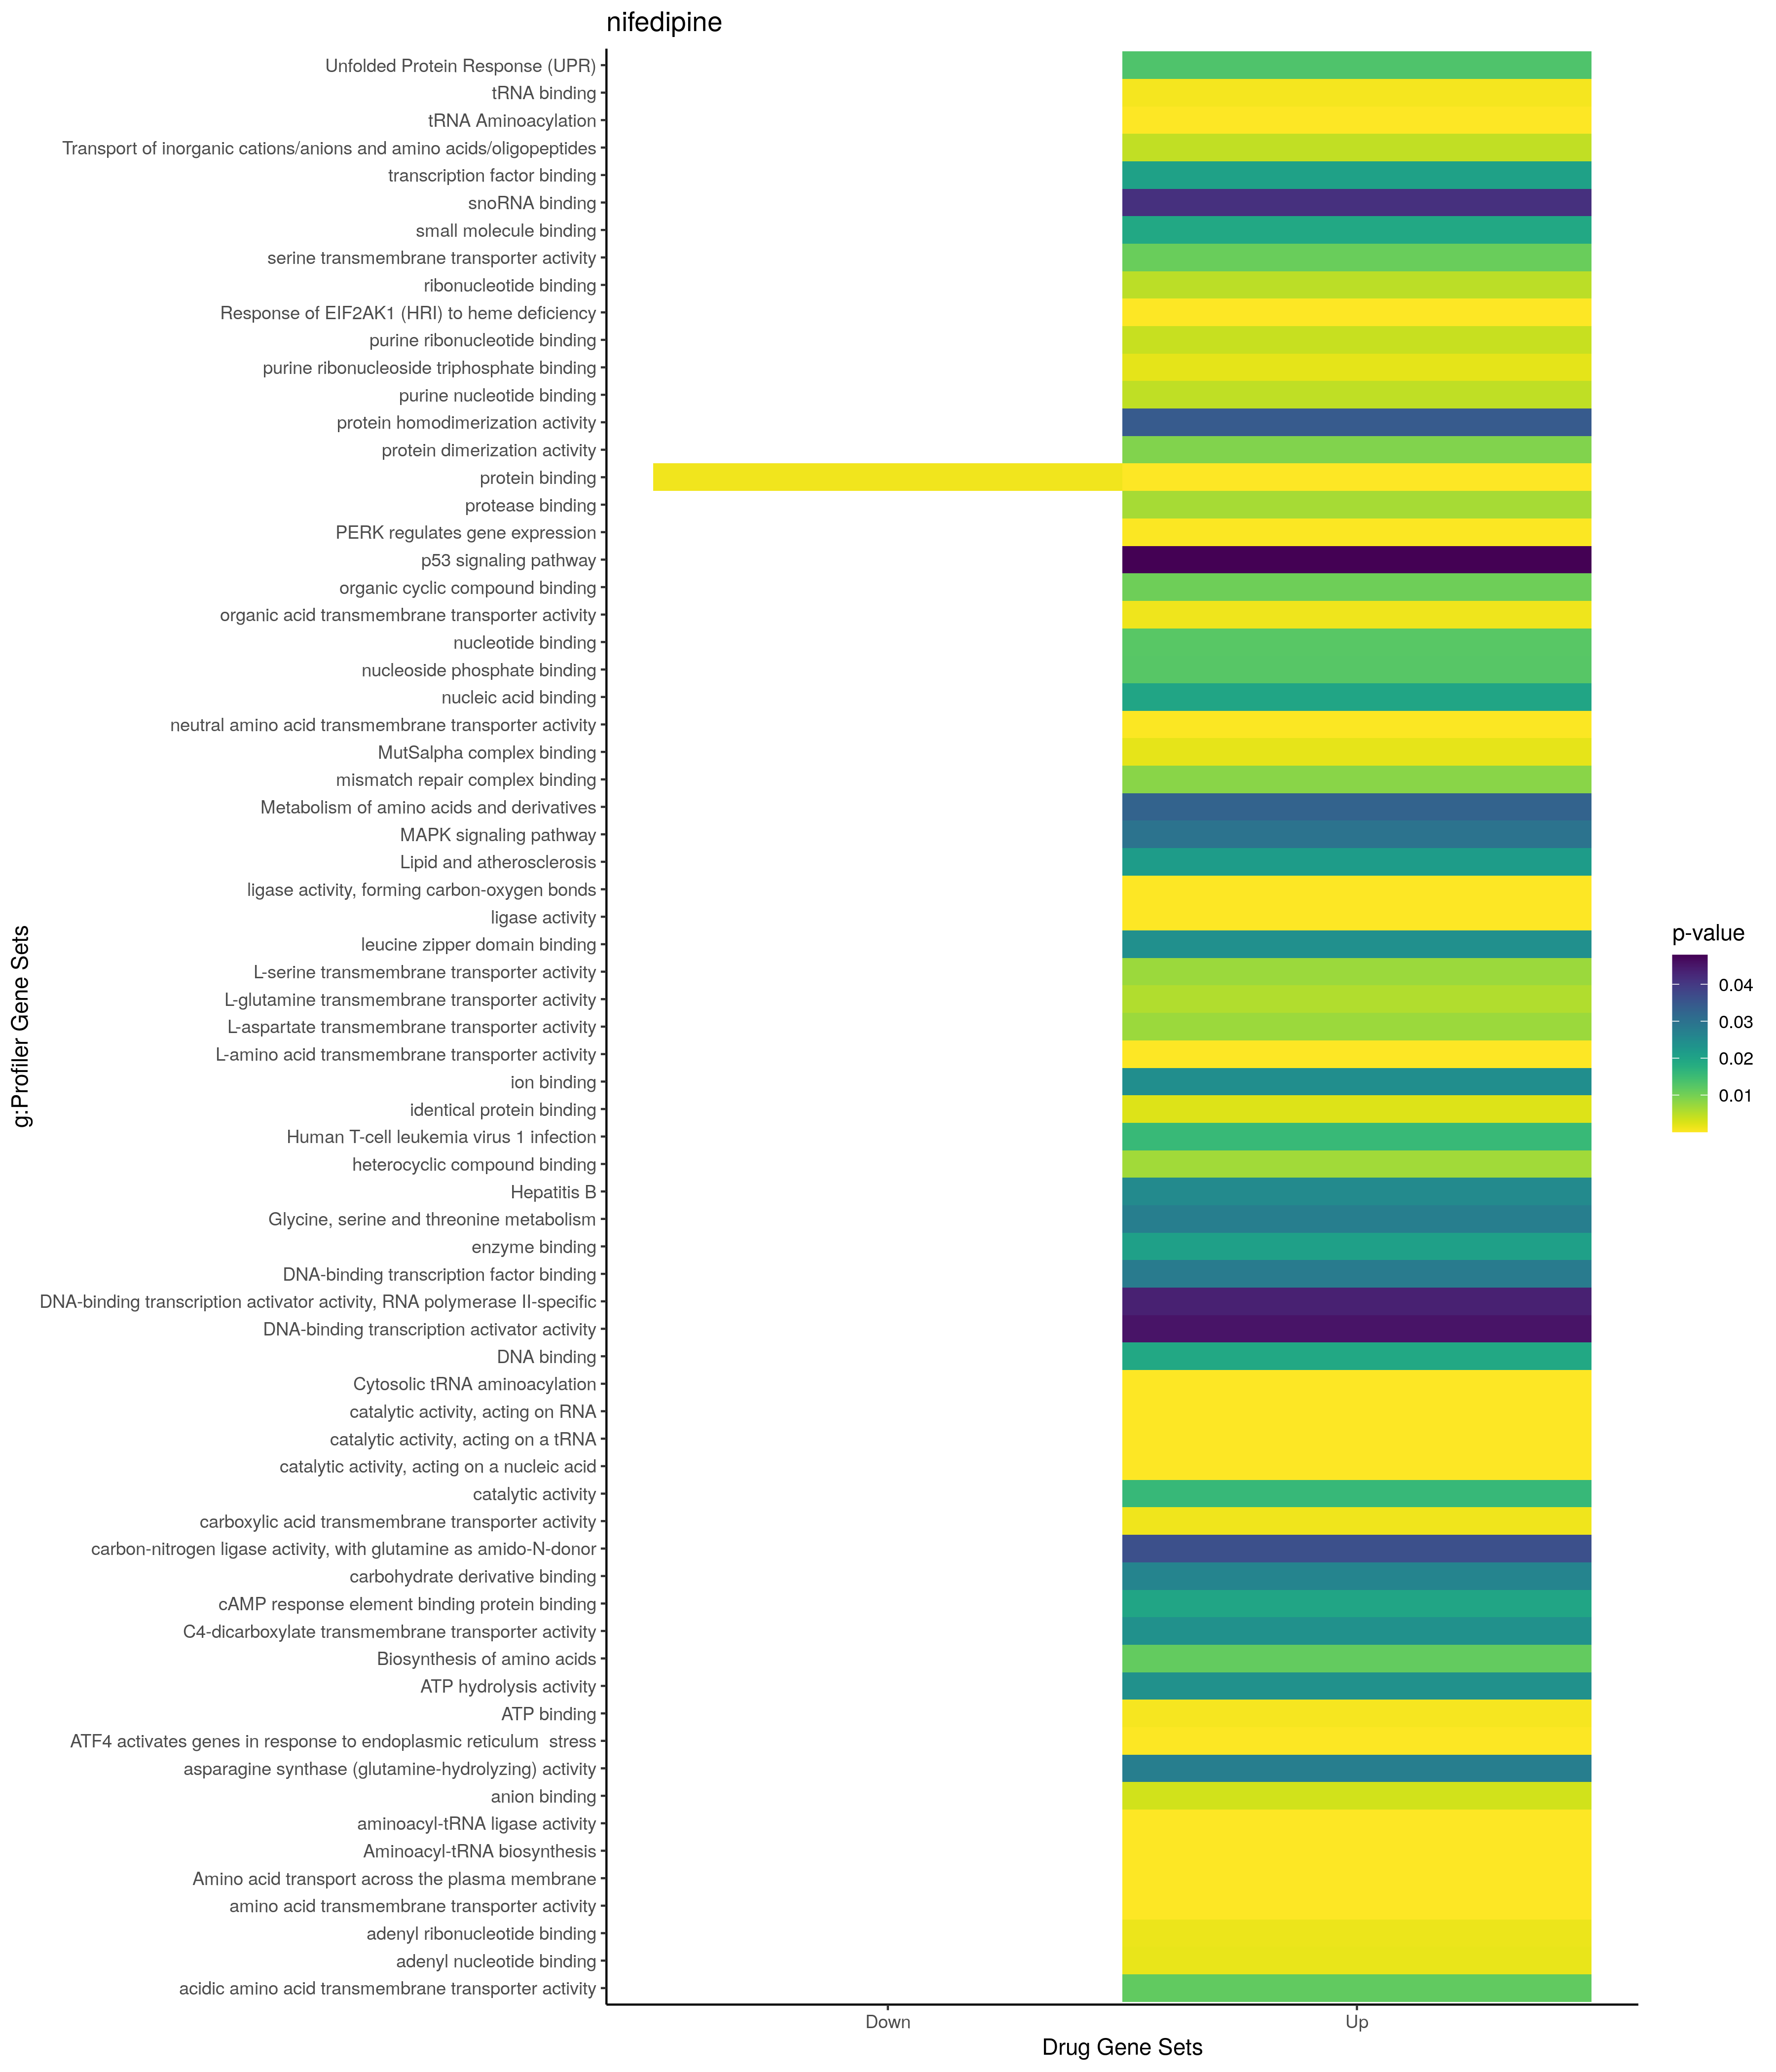 nifedipine
Unfolded Protein Response (UPR)
tRNA binding
tRNA Aminoacylation
Transport of inorganic cations/anions and amino acids/oligopeptides
transcription factor binding
snoRNA binding
small molecule binding
serine transmembrane transporter activity
ribonucleotide binding
Response of EIF2AK1 (HRI) to heme deficiency
purine ribonucleotide binding
purine ribonucleoside triphosphate binding
purine nucleotide binding
protein homodimerization activity
protein dimerization activity
protein binding
protease binding
PERK regulates gene expression
p53 signaling pathway
organic cyclic compound binding
organic acid transmembrane transporter activity
nucleotide binding
nucleoside phosphate binding
nucleic acid binding
neutral amino acid transmembrane transporter activity
MutSalpha complex binding
mismatch repair complex binding
Metabolism of amino acids and derivatives
MAPK signaling pathway
Lipid and atherosclerosis
ligase activity, forming carbon-oxygen bonds
ligase activity
leucine zipper domain binding
L-serine transmembrane transporter activity
L-glutamine transmembrane transporter activity
L-aspartate transmembrane transporter activity
L-amino acid transmembrane transporter activity
ion binding
identical protein binding
Human T-cell leukemia virus 1 infection
heterocyclic compound binding
Hepatitis B
Glycine, serine and threonine metabolism
enzyme binding
DNA-binding transcription factor binding
DNA-binding transcription activator activity, RNA polymerase II-specific
DNA-binding transcription activator activity
DNA binding
Cytosolic tRNA aminoacylation
catalytic activity, acting on RNA
catalytic activity, acting on a tRNA
catalytic activity, acting on a nucleic acid
catalytic activity
carboxylic acid transmembrane transporter activity
carbon-nitrogen ligase activity, with glutamine as amido-N-donor
carbohydrate derivative binding
cAMP response element binding protein binding
C4-dicarboxylate transmembrane transporter activity
Biosynthesis of amino acids
ATP hydrolysis activity
ATP binding
ATF4 activates genes in response to endoplasmic reticulum  stress
asparagine synthase (glutamine-hydrolyzing) activity
anion binding
aminoacyl-tRNA ligase activity
Aminoacyl-tRNA biosynthesis
Amino acid transport across the plasma membrane
amino acid transmembrane transporter activity
adenyl ribonucleotide binding
adenyl nucleotide binding
acidic amino acid transmembrane transporter activity
g:Profiler Gene Sets
Down
Up
Drug Gene Sets
p-value
0.04
0.03
0.02
0.01